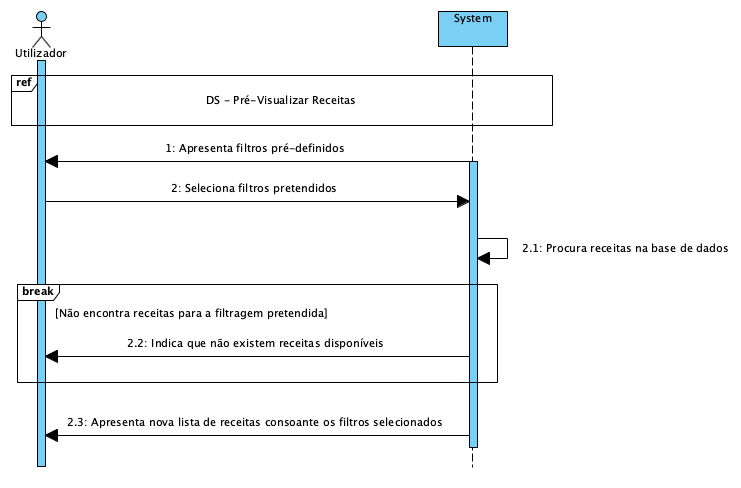 System
Utilizador
ref
DS - Pré-Visualizar Receitas
1: Apresenta filtros pré-definidos
2: Seleciona filtros pretendidos
2.1: Procura receitas na base de dados
break
[Não encontra receitas para a filtragem pretendida]
2.2: Indica que não existem receitas disponíveis
2.3: Apresenta nova lista de receitas consoante os filtros selecionados